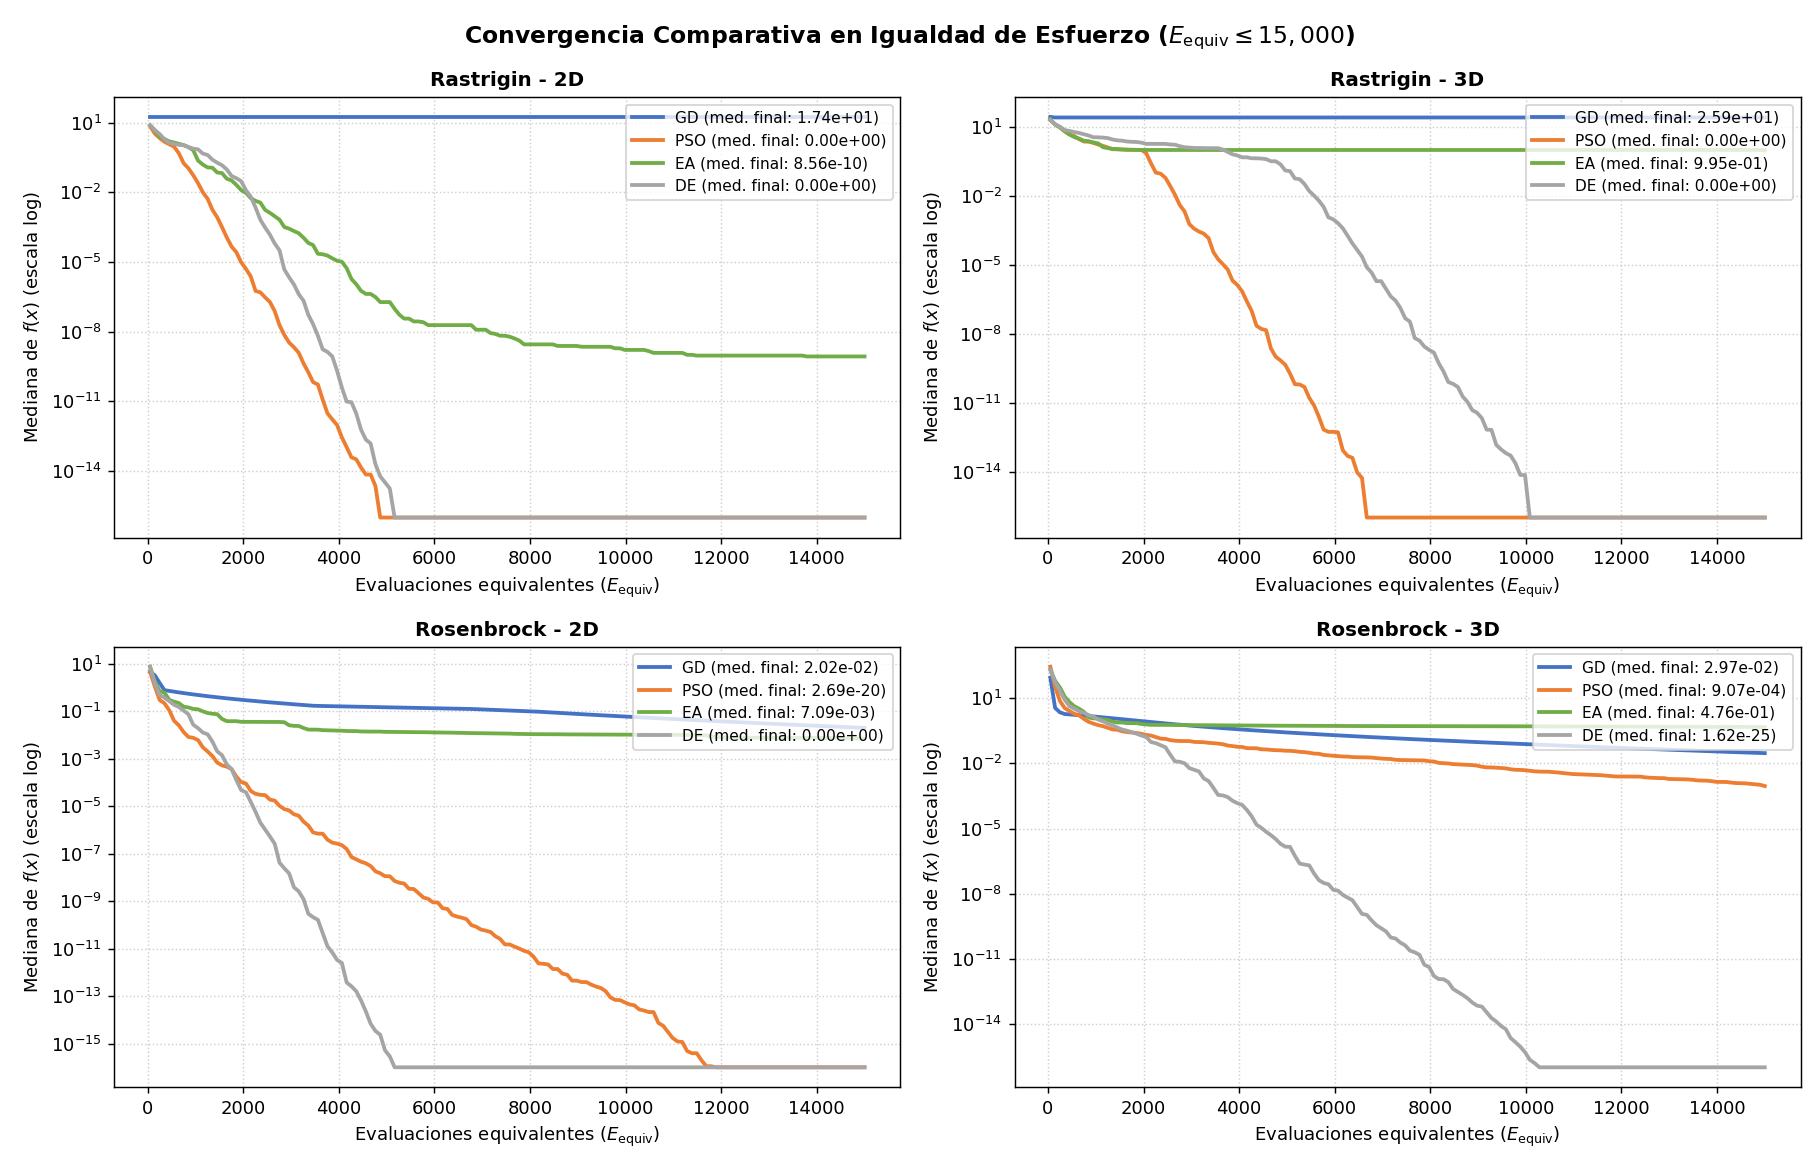 Convergencia Comparativa en Igualdad de Esfuerzo (E_equiv ≤ 15,000)
Rastrigin - 2D
Mediana de f(x) (escala log)
10^1
10^-2
10^-5
10^-8
10^-11
10^-14
GD (med. final: 1.74e+01)
PSO (med. final: 0.00e+00)
EA (med. final: 8.56e-10)
DE (med. final: 0.00e+00)
0 2000 4000 6000 8000 10000 12000 14000
Evaluaciones equivalentes (E_equiv)
Rastrigin - 3D
Mediana de f(x) (escala log)
10^1
10^-2
10^-5
10^-8
10^-11
10^-14
GD (med. final: 2.59e+01)
PSO (med. final: 0.00e+00)
EA (med. final: 9.95e-01)
DE (med. final: 0.00e+00)
0 2000 4000 6000 8000 10000 12000 14000
Evaluaciones equivalentes (E_equiv)
Rosenbrock - 2D
Mediana de f(x) (escala log)
10^1
10^-1
10^-3
10^-5
10^-7
10^-9
10^-11
10^-13
10^-15
GD (med. final: 2.02e-02)
PSO (med. final: 2.69e-20)
EA (med. final: 7.09e-03)
DE (med. final: 0.00e+00)
0 2000 4000 6000 8000 10000 12000 14000
Evaluaciones equivalentes (E_equiv)
Rosenbrock - 3D
Mediana de f(x) (escala log)
10^1
10^-2
10^-5
10^-8
10^-11
10^-14
GD (med. final: 2.97e-02)
PSO (med. final: 9.07e-04)
EA (med. final: 4.76e-01)
DE (med. final: 1.62e-25)
0 2000 4000 6000 8000 10000 12000 14000
Evaluaciones equivalentes (E_equiv)